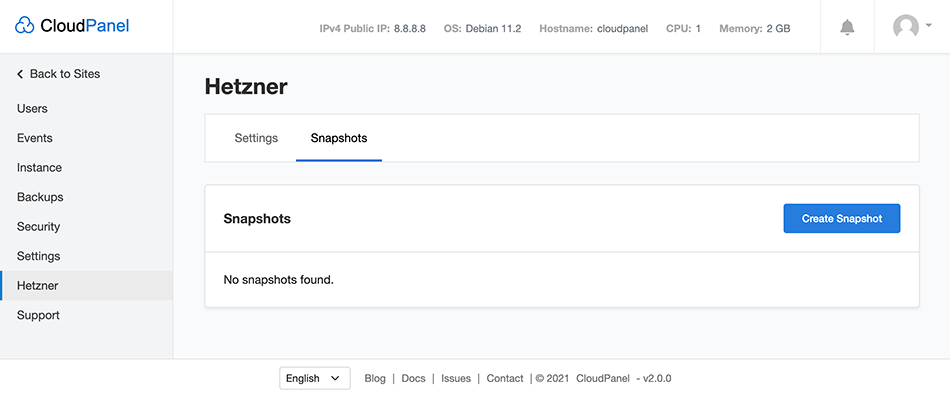 CloudPanel
IPv4 Public IP: 8.8.8.8 OS: Debian 11.2 Hostname: cloudpanel CPU: 1 Memory: 2 GB
Back to Sites
Users
Events
Instance
Backups
Security
Settings
Hetzner
Support
Hetzner
Settings Snapshots
Snapshots
Create Snapshot
No snapshots found.
English Blog | Docs | Issues | Contact | © 2021 CloudPanel - v2.0.0